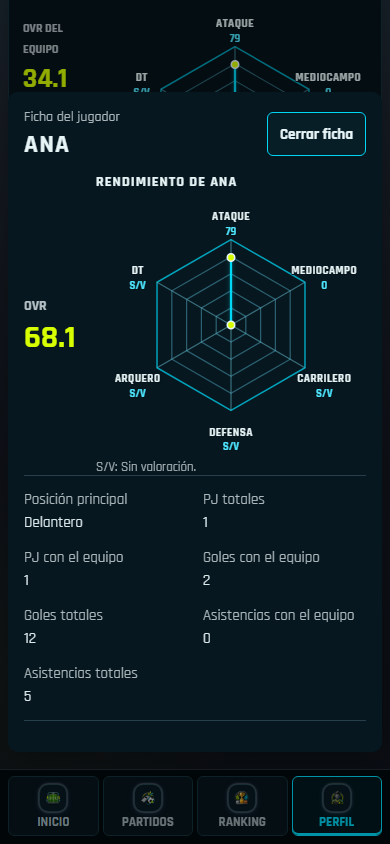 OVR DEL
EQUIPO
34.1
ATAQUE
79
DT
S/V
MEDIOCAMPO
0
Ficha del jugador
ANA
Cerrar ficha
RENDIMIENTO DE ANA
ATAQUE
79
DT
S/V
MEDIOCAMPO
0
OVR
68.1
ARQUERO
S/V
CARRILERO
S/V
DEFENSA
S/V
S/V: Sin valoración.
Posición principal
Delantero
PJ totales
1
PJ con el equipo
1
Goles con el equipo
2
Goles totales
12
Asistencias con el equipo
0
Asistencias totales
5
INICIO
PARTIDOS
RANKING
PERFIL